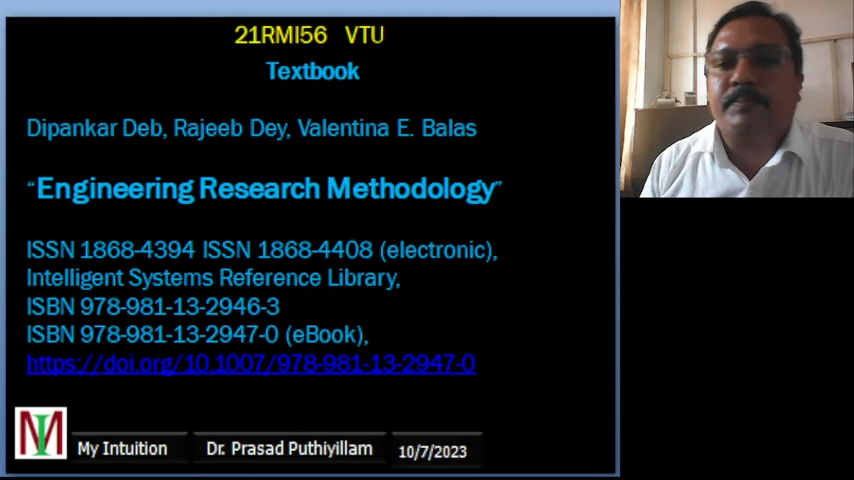 21RMI56 VTU
Textbook
Dipankar Deb, Rajeeb Dey, Valentina E. Balas
“Engineering Research Methodology”
ISSN 1868-4394 ISSN 1868-4408 (electronic),
Intelligent Systems Reference Library,
ISBN 978-981-13-2946-3
ISBN 978-981-13-2947-0 (eBook),
https://doi.org/10.1007/978-981-13-2947-0
MI My Intuition Dr. Prasad Puthiyillam 10/7/2023